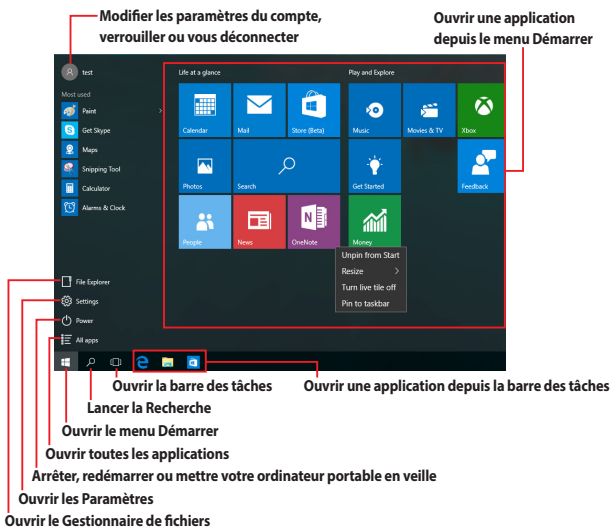 Modifier les paramètres du compte,
verrouiller ou vous déconnecter
Ouvrir une application
depuis le menu Démarrer
test
Most used
Paint
Get Skype
Maps
Snipping Tool
Calculator
Alarms & Clock
File Explorer
Settings
Power
All apps
Life at a glance
Play and Explore
Calendar
Mail
Store (Beta)
Music
Movies & TV
Xbox
Photos
Search
Get Started
Feedback
People
News
OneNote
Money
Unpin from Start
Resize
Turn live tile off
Pin to taskbar
Ouvrir la barre des tâches
Ouvrir une application depuis la barre des tâches
Lancer la Recherche
Ouvrir le menu Démarrer
Ouvrir toutes les applications
Arrêter, redémarrer ou mettre votre ordinateur portable en veille
Ouvrir les Paramètres
Ouvrir le Gestionnaire de fichiers